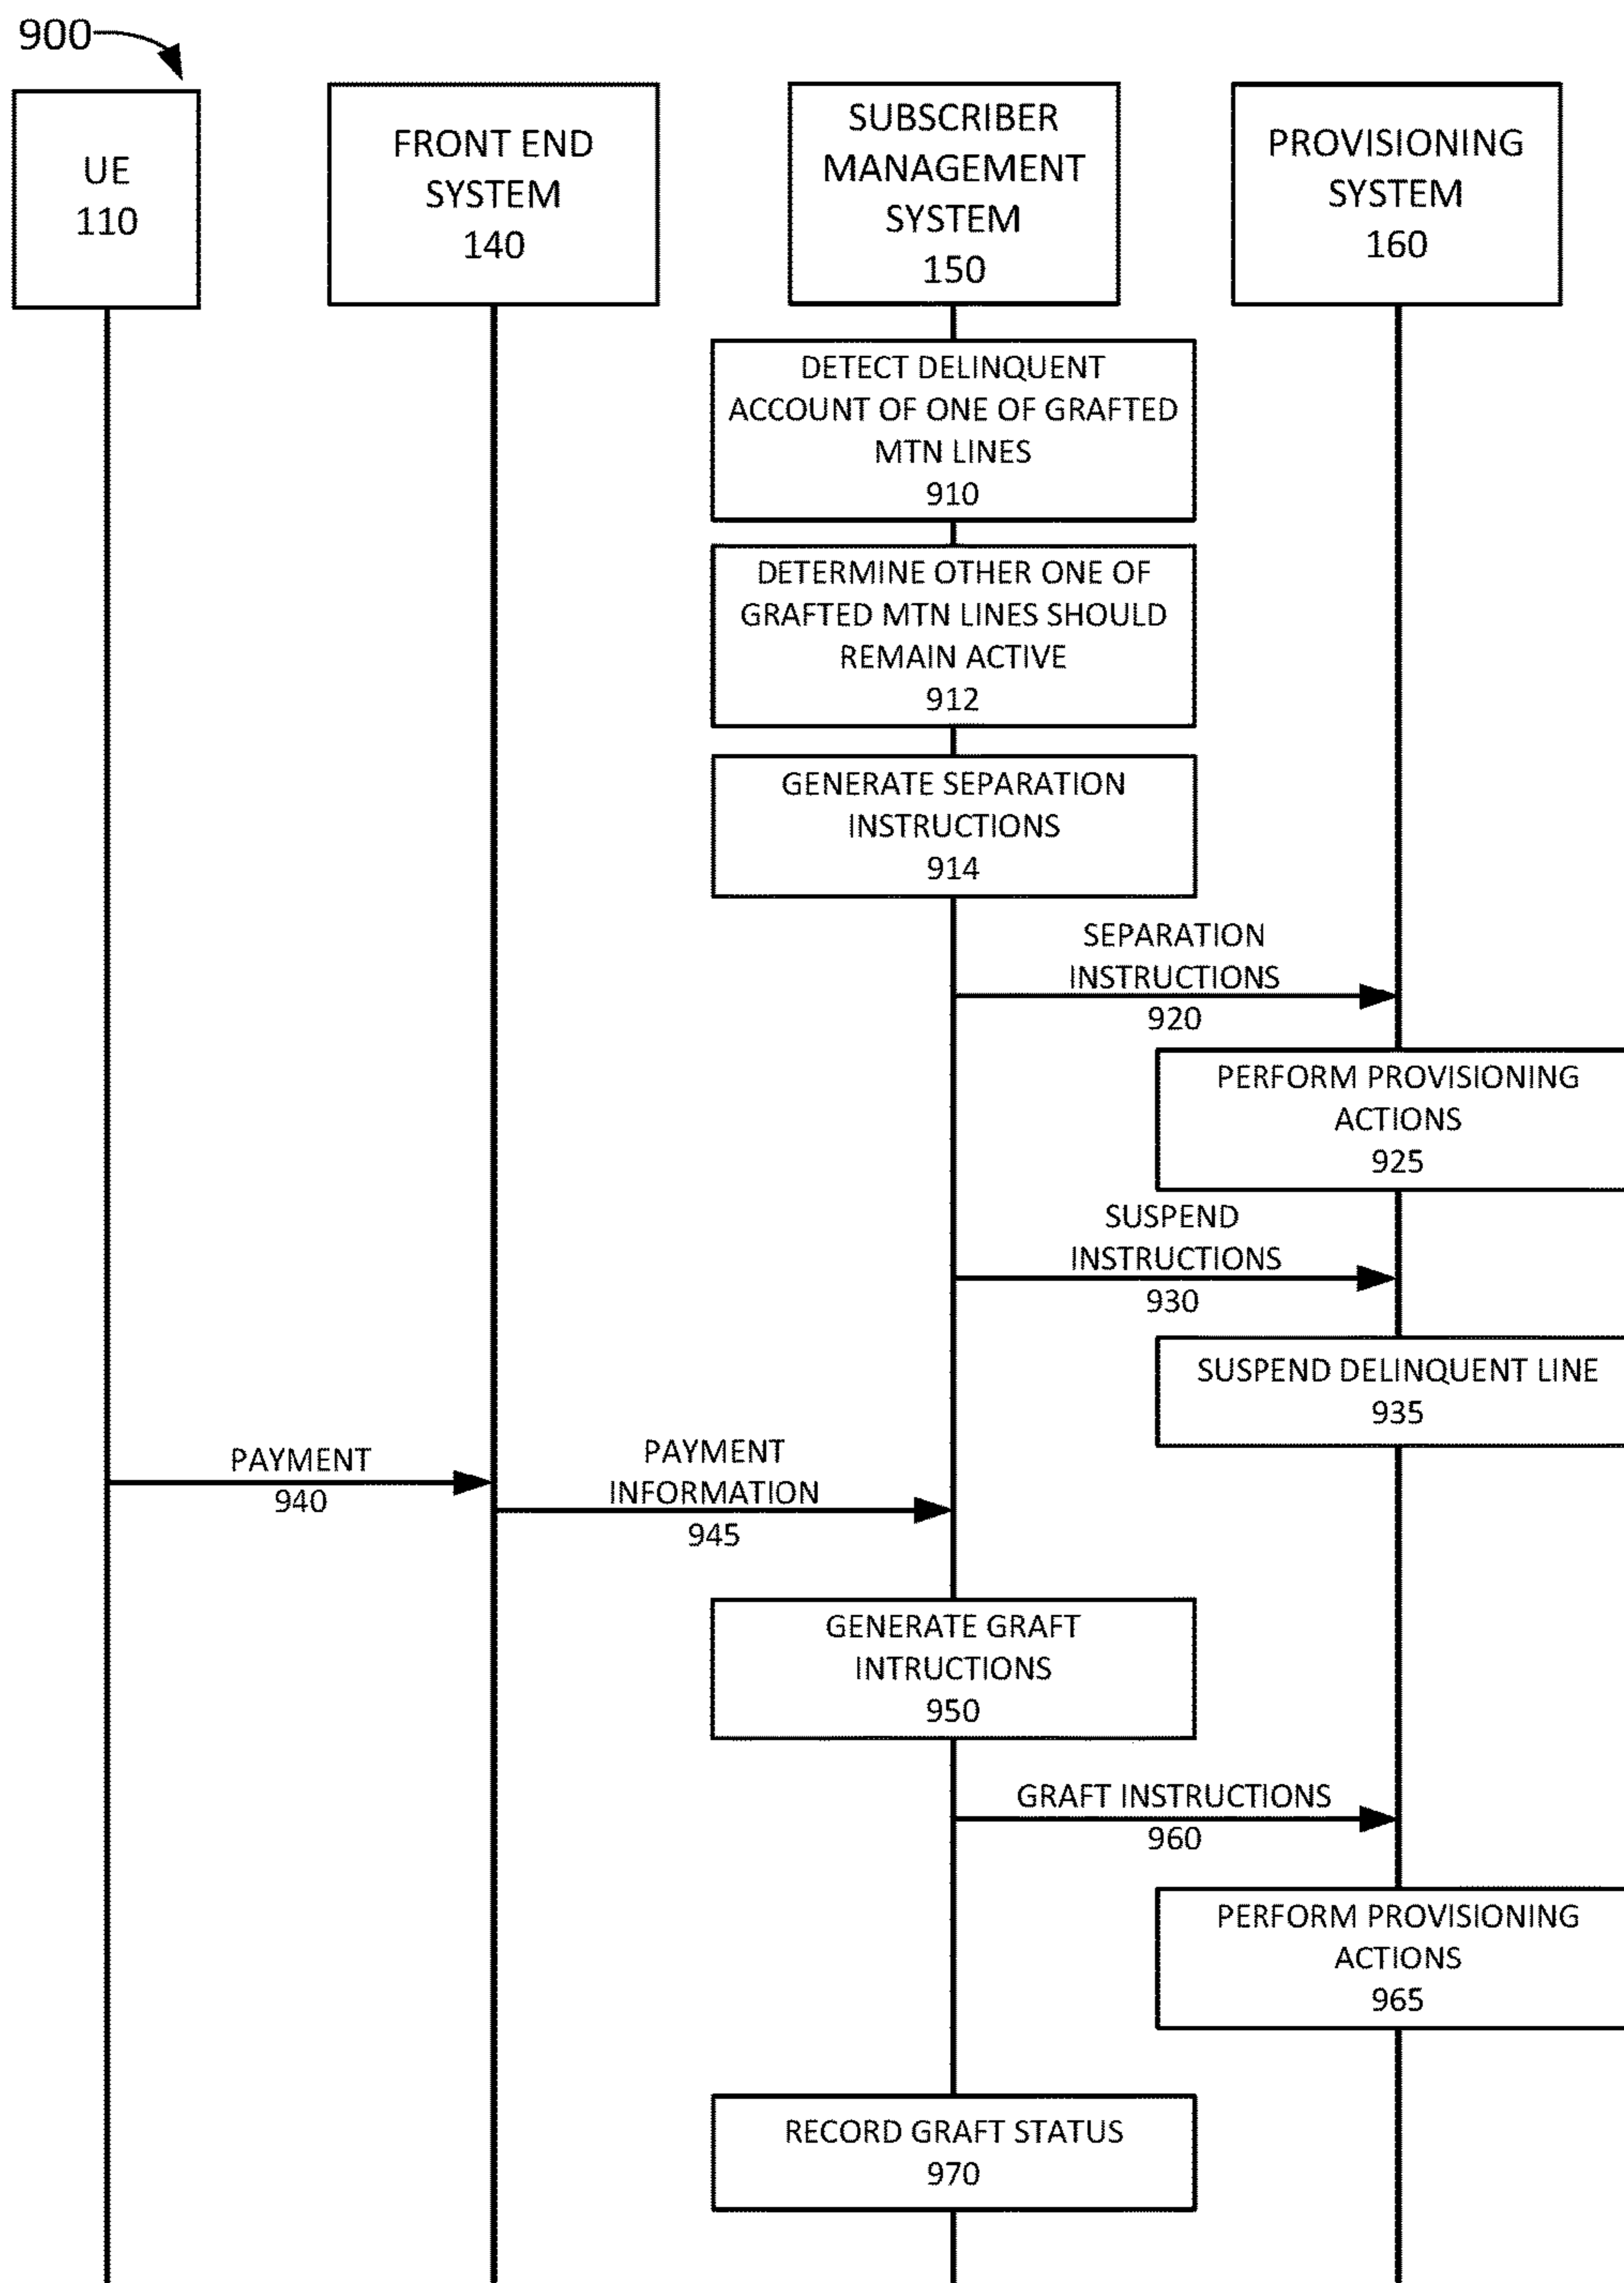 900
UE
110
FRONT END
SYSTEM
140
SUBSCRIBER
MANAGEMENT
SYSTEM
150
PROVISIONING
SYSTEM
160
DETECT DELINQUENT
ACCOUNT OF ONE OF GRAFTED
MTN LINES
910
DETERMINE OTHER ONE OF
GRAFTED MTN LINES SHOULD
REMAIN ACTIVE
912
GENERATE SEPARATION
INSTRUCTIONS
914
SEPARATION
INSTRUCTIONS
920
PERFORM PROVISIONING
ACTIONS
925
SUSPEND
INSTRUCTIONS
930
SUSPEND DELINQUENT LINE
935
PAYMENT
940
PAYMENT
INFORMATION
945
GENERATE GRAFT
INTRUCTIONS
950
GRAFT INSTRUCTIONS
960
PERFORM PROVISIONING
ACTIONS
965
RECORD GRAFT STATUS
970